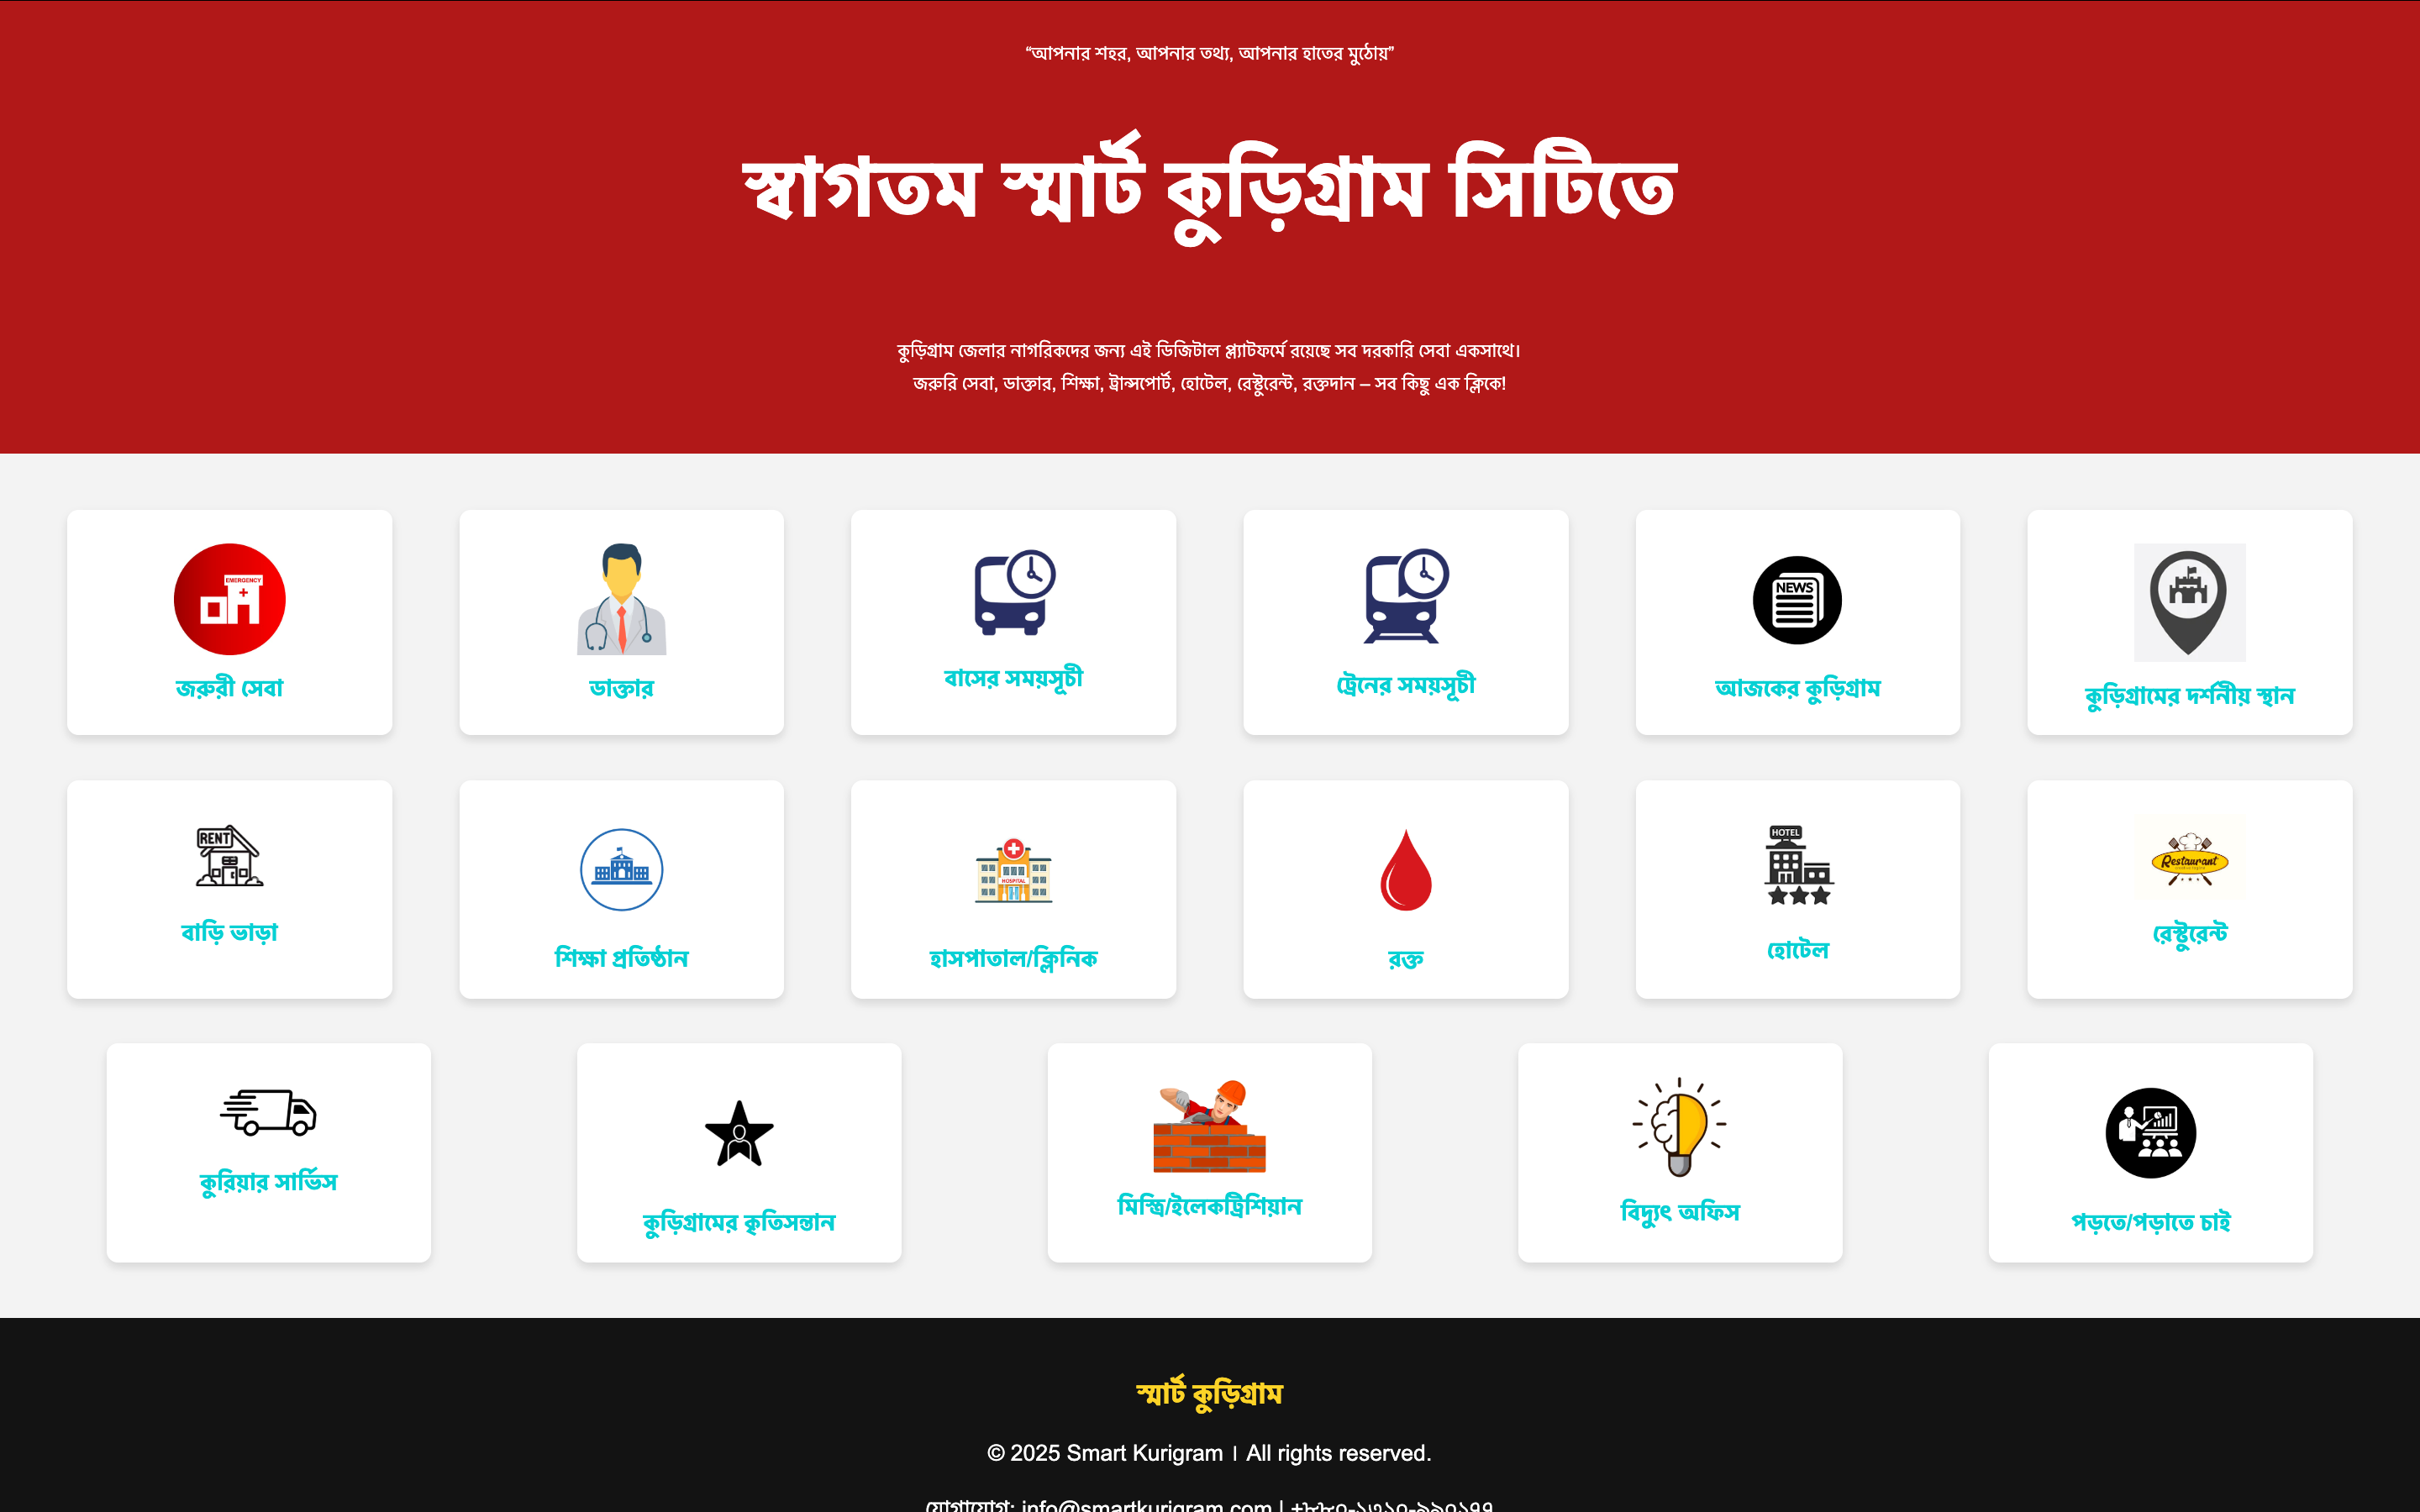 “আপনার শহর, আপনার তথ্য, আপনার হাতের মুঠোয়”
স্বাগতম স্মার্ট কুড়িগ্রাম সিটিতে
কুড়িগ্রাম জেলার নাগরিকদের জন্য এই ডিজিটাল প্ল্যাটফর্মে রয়েছে সব দরকারি সেবা একসাথে।
জরুরি সেবা, ডাক্তার, শিক্ষা, ট্রান্সপোর্ট, হোটেল, রেস্টুরেন্ট, রক্তদান – সব কিছু এক ক্লিকে!
EMERGENCY
NEWS
জরুরী সেবা
ডাক্তার
বাসের সময়সূচী
ট্রেনের সময়সূচী
আজকের কুড়িগ্রাম
কুড়িগ্রামের দর্শনীয় স্থান
RENT
HOSPITAL
HOTEL
Restaurant
বাড়ি ভাড়া
শিক্ষা প্রতিষ্ঠান
হাসপাতাল/ক্লিনিক
রক্ত
হোটেল
রেস্টুরেন্ট
কুরিয়ার সার্ভিস
কুড়িগ্রামের কৃতিসন্তান
মিস্ত্রি/ইলেকট্রিশিয়ান
বিদ্যুৎ অফিস
পড়তে/পড়াতে চাই
স্মার্ট কুড়িগ্রাম
© 2025 Smart Kurigram । All rights reserved.
যোগাযোগ: info@smartkurigram.com |